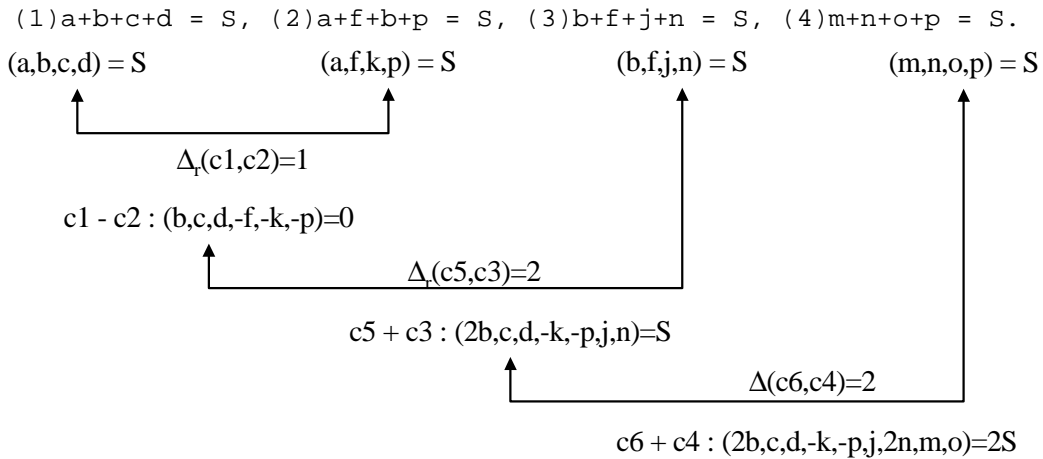 (1)a+b+c+d = S, (2)a+f+b+p = S, (3)b+f+j+n = S, (4)m+n+o+p = S.
(a,b,c,d) = S (a,f,k,p) = S (b,f,j,n) = S (m,n,o,p) = S
Δr(c1,c2)=1
c1 - c2 : (b,c,d,-f,-k,-p)=0
Δr(c5,c3)=2
c5 + c3 : (2b,c,d,-k,-p,j,n)=S
Δ(c6,c4)=2
c6 + c4 : (2b,c,d,-k,-p,j,2n,m,o)=2S